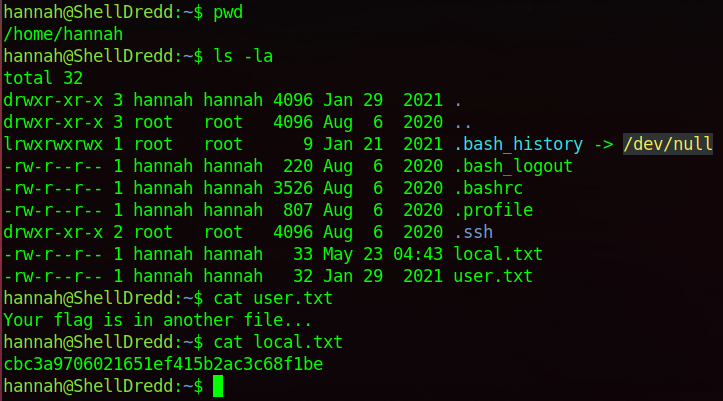 hannah@ShellDredd:~$ pwd
/home/hannah
hannah@ShellDredd:~$ ls -la
total 32
drwxr-xr-x 3 hannah hannah 4096 Jan 29  2021 .
drwxr-xr-x 3 root   root   4096 Aug  6  2020 ..
lrwxrwxrwx 1 root   root      9 Jan 21  2021 .bash_history -> /dev/null
-rw-r--r-- 1 hannah hannah  220 Aug  6  2020 .bash_logout
-rw-r--r-- 1 hannah hannah 3526 Aug  6  2020 .bashrc
-rw-r--r-- 1 hannah hannah  807 Aug  6  2020 .profile
drwxr-xr-x 2 root   root   4096 Aug  6  2020 .ssh
-rw-r--r-- 1 hannah hannah   33 May 23 04:43 local.txt
-rw-r--r-- 1 hannah hannah   32 Jan 29  2021 user.txt
hannah@ShellDredd:~$ cat user.txt
Your flag is in another file...
hannah@ShellDredd:~$ cat local.txt
cbc3a9706021651ef415b2ac3c68f1be
hannah@ShellDredd:~$